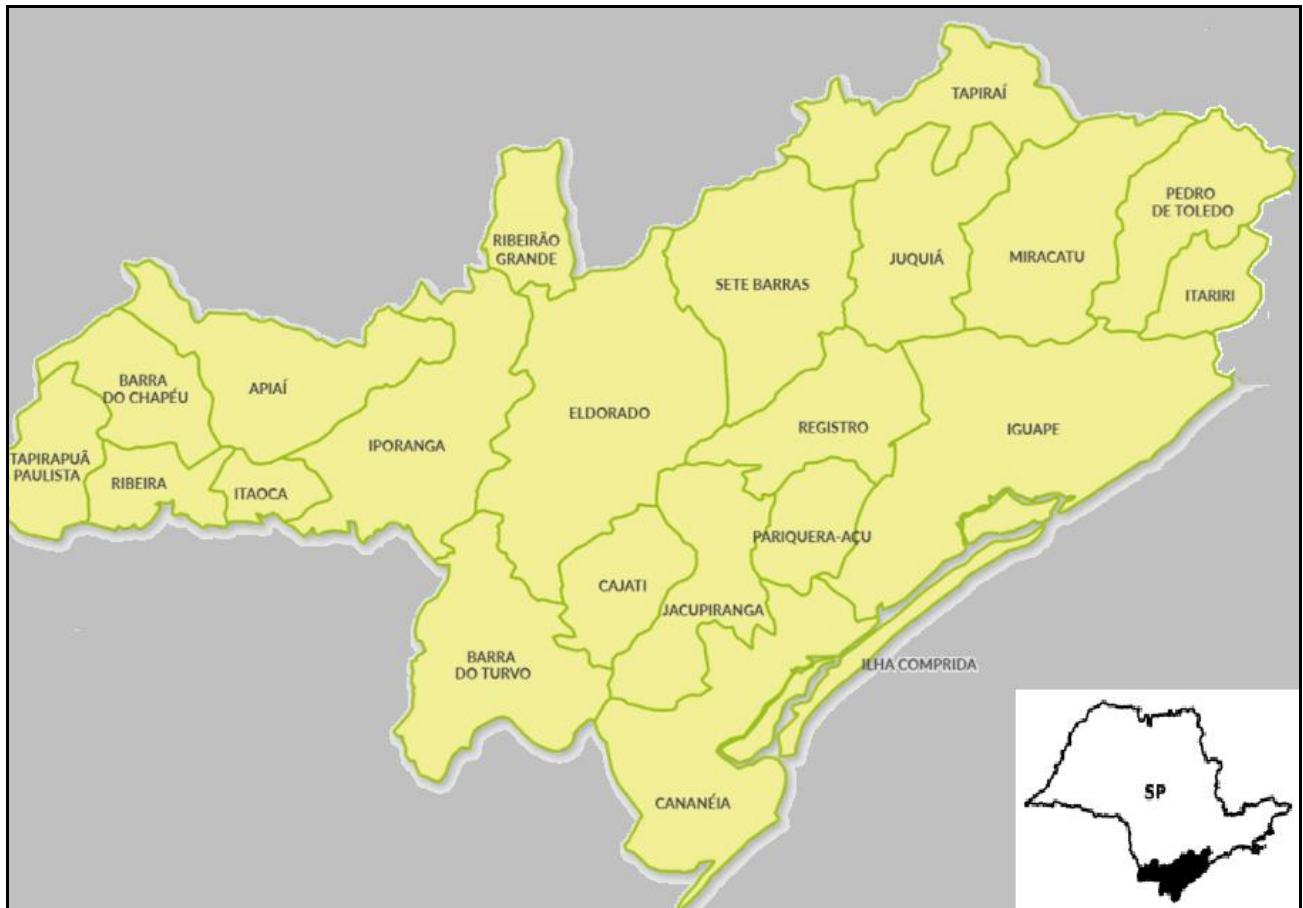 TAPIRAÍ
PEDRO
DE TOLEDO
RIBEIRÃO
GRANDE
SETE BARRAS
JUQUIÁ
MIRACATU
ITARIRI
BARRA
DO CHAPÉU
APIAÍ
ELDORADO
REGISTRO
IGUAPE
IPORANGA
TAPIRAPUÃ
PAULISTA
RIBEIRA
ITAOCA
PARIQUERA-AÇU
CAJATI
JACUPIRANGA
BARRA
DO TURVO
ILHA COMPRIDA
CANANÉIA
SP